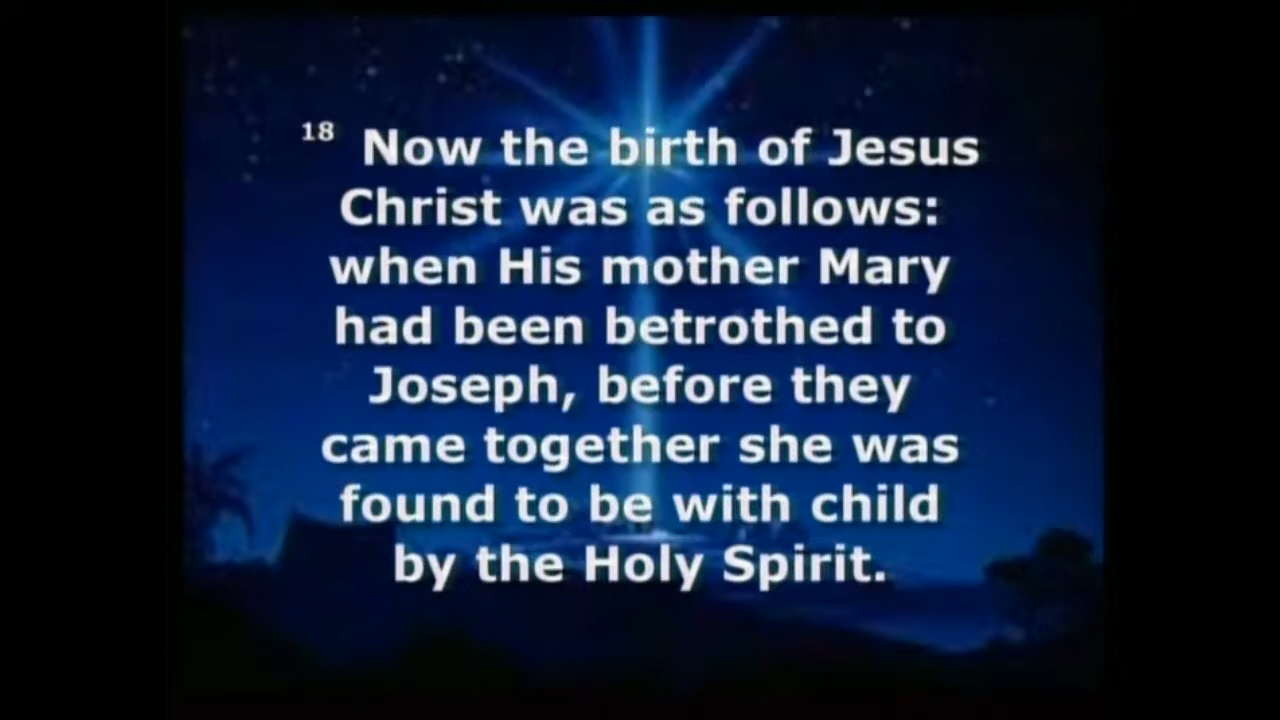 18 Now the birth of Jesus
Christ was as follows:
when His mother Mary
had been betrothed to
Joseph, before they
came together she was
found to be with child
by the Holy Spirit.